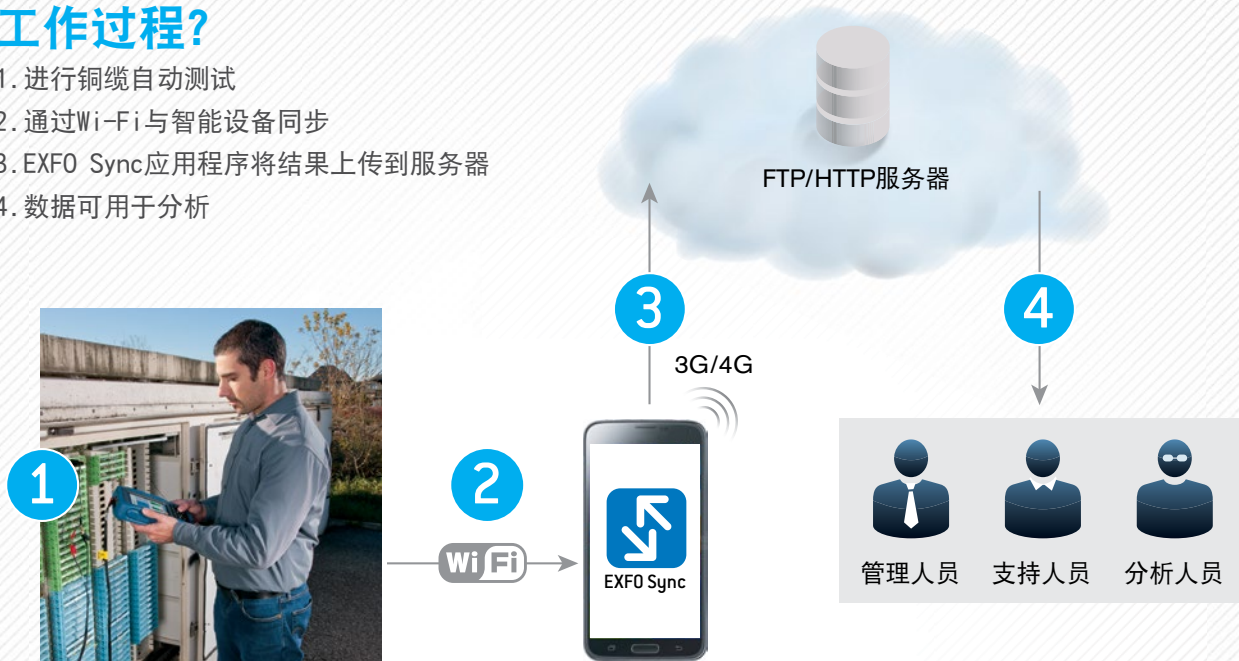 工作过程?
1.进行铜缆自动测试
2.通过Wi-Fi与智能设备同步
3.EXFO Sync应用程序将结果上传到服务器
4.数据可用于分析
FTP/HTTP服务器
3
4
3G/4G
1
2
WiFi
EXFO Sync
管理人员
支持人员
分析人员